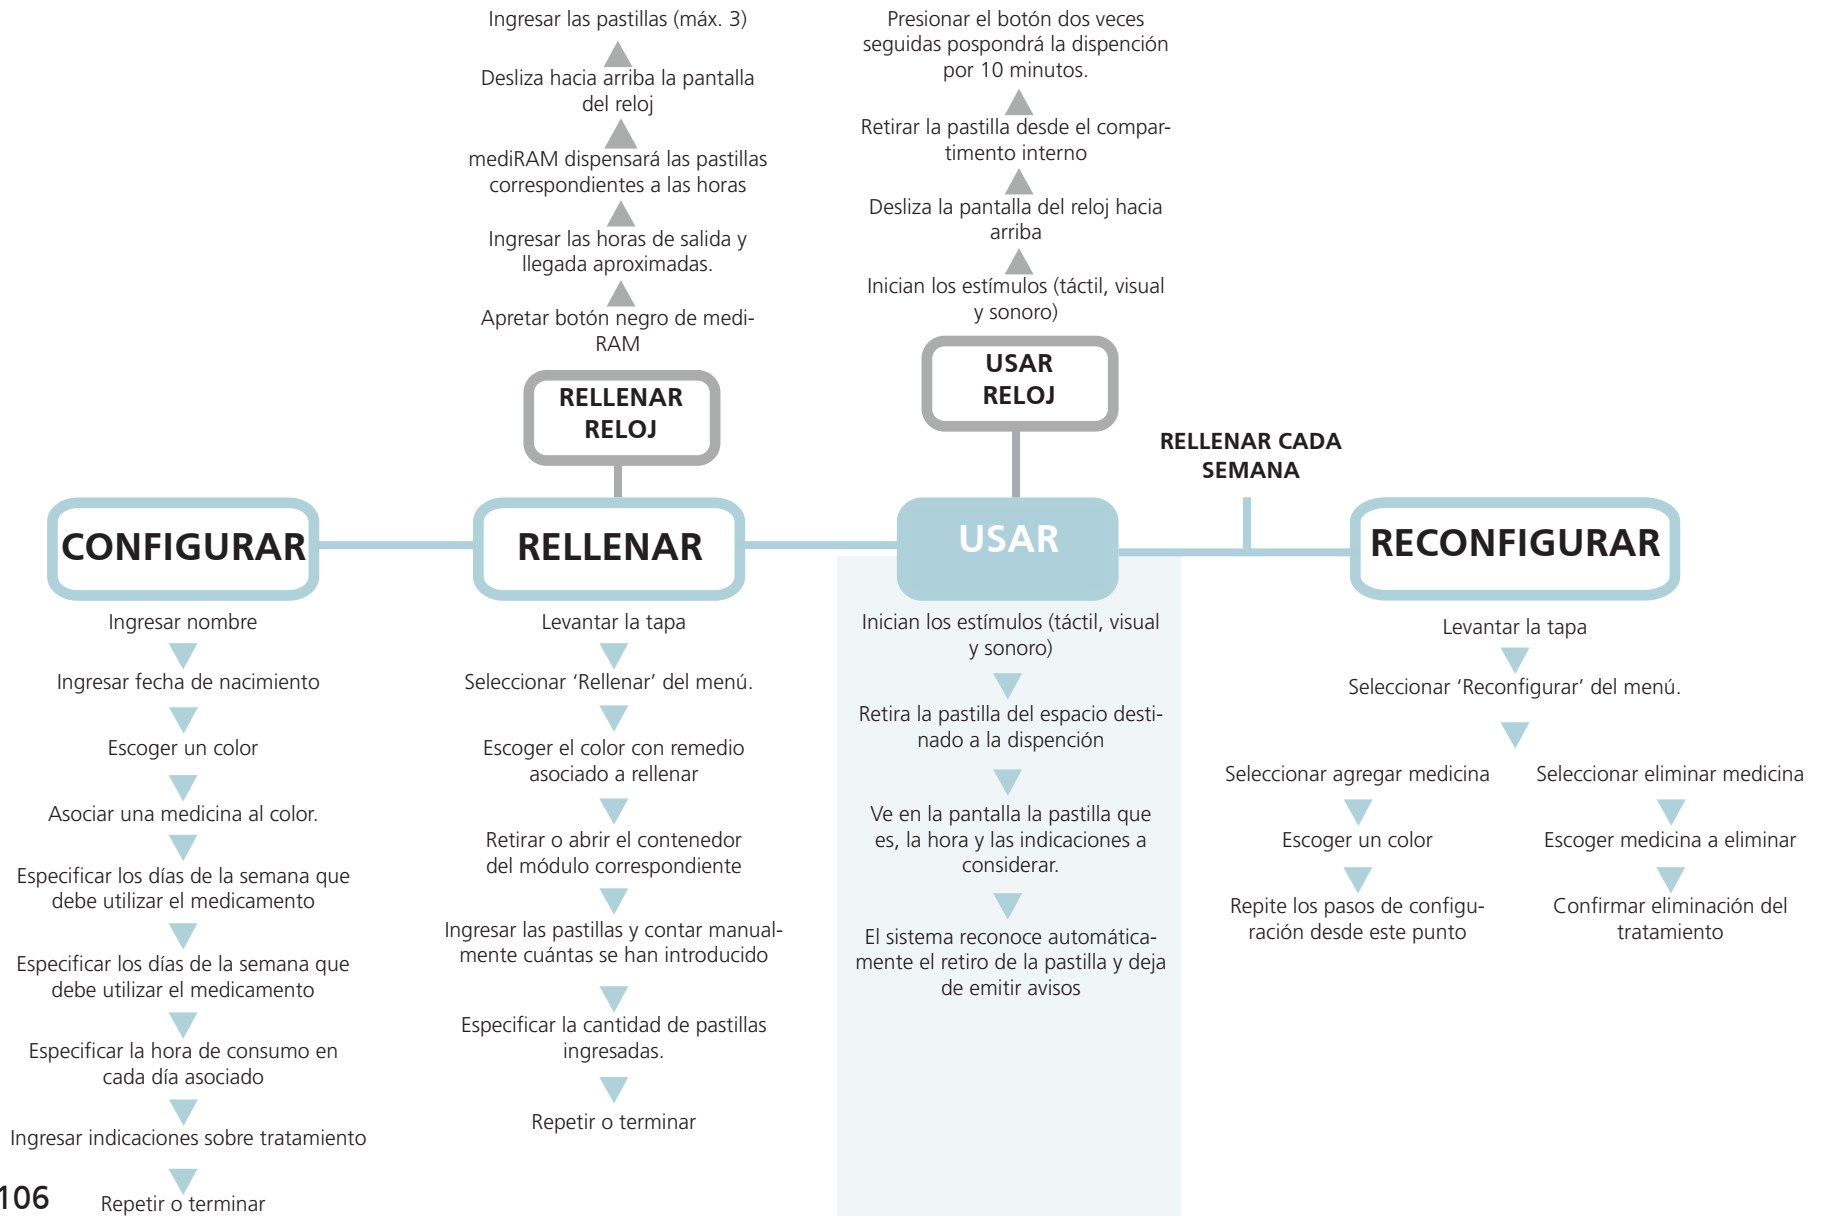 Ingresar las pastillas (máx. 3)
Desliza hacia arriba la pantalla
del reloj
mediRAM dispensará las pastillas
correspondientes a las horas
Ingresar las horas de salida y
llegada aproximadas.
Apretar botón negro de medi-
RAM
RELLENAR
RELOJ
Presionar el botón dos veces
seguidas pospondrá la dispención
por 10 minutos.
Retirar la pastilla desde el compar-
timento interno
Desliza la pantalla del reloj hacia
arriba
Inician los estímulos (táctil, visual
y sonoro)
USAR
RELOJ
RELLENAR CADA
SEMANA
CONFIGURAR
Ingresar nombre
Ingresar fecha de nacimiento
Escoger un color
Asociar una medicina al color.
Especificar los días de la semana que
debe utilizar el medicamento
Especificar los días de la semana que
debe utilizar el medicamento
Especificar la hora de consumo en
cada día asociado
Ingresar indicaciones sobre tratamiento
Repetir o terminar
RELLENAR
Levantar la tapa
Seleccionar ‘Rellenar’ del menú.
Escoger el color con remedio
asociado a rellenar
Retirar o abrir el contenedor
del módulo correspondiente
Ingresar las pastillas y contar manual-
mente cuántas se han introducido
Especificar la cantidad de pastillas
ingresadas.
Repetir o terminar
USAR
Inician los estímulos (táctil, visual
y sonoro)
Retira la pastilla del espacio desti-
nado a la dispención
Ve en la pantalla la pastilla que
es, la hora y las indicaciones a
considerar.
El sistema reconoce automática-
mente el retiro de la pastilla y deja
de emitir avisos
RECONFIGURAR
Levantar la tapa
Seleccionar ‘Reconfigurar’ del menú.
Seleccionar agregar medicina
Escoger un color
Repite los pasos de configu-
ración desde este punto
Seleccionar eliminar medicina
Escoger medicina a eliminar
Confirmar eliminación del
tratamiento
106